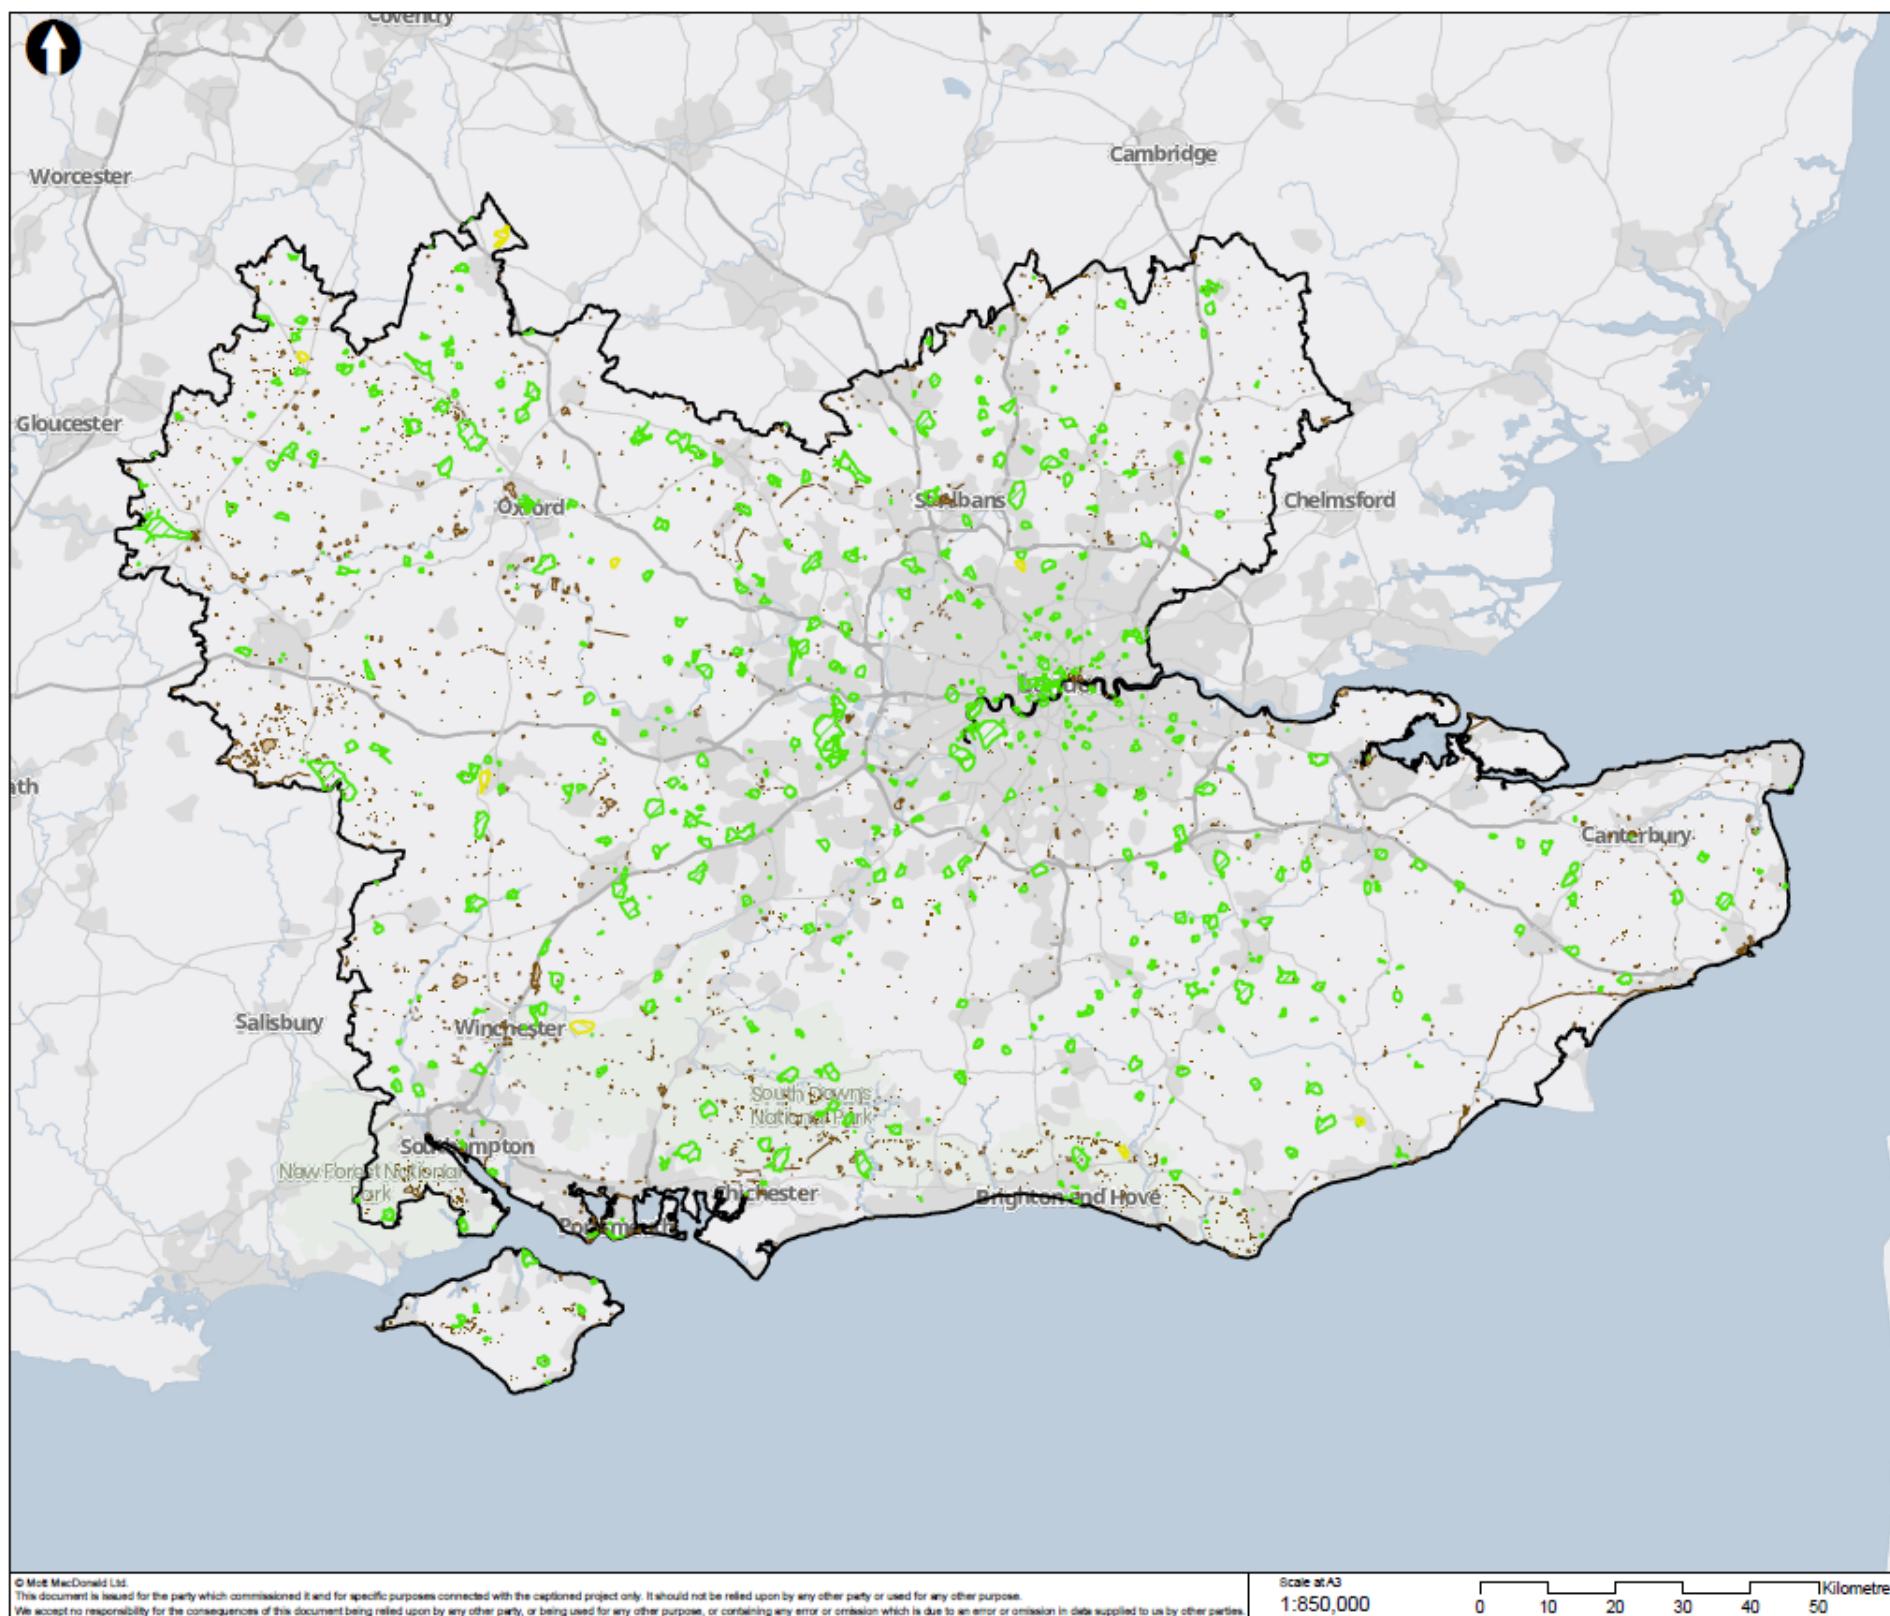 Coventry
Cambridge
Worcester
Gloucester
St Albans
Chelmsford
Oxford
London
ath
Canterbury
Salisbury
Winchester
South Downs
National Park
Southampton
New Forest National
Park
Chichester
Brighton and Hove
Portsmouth
© Mott MacDonald Ltd.
This document is issued for the party which commissioned it and for specific purposes connected with the captioned project only. It should not be relied upon by any other party or used for any other purpose.
We accept no responsibility for the consequences of this document being relied upon by any other party, or being used for any other purpose, or containing any error or omission which is due to an error or omission in data supplied to us by other parties.
Scale at A3
1:850,000
Kilometre
0 10 20 30 40 50